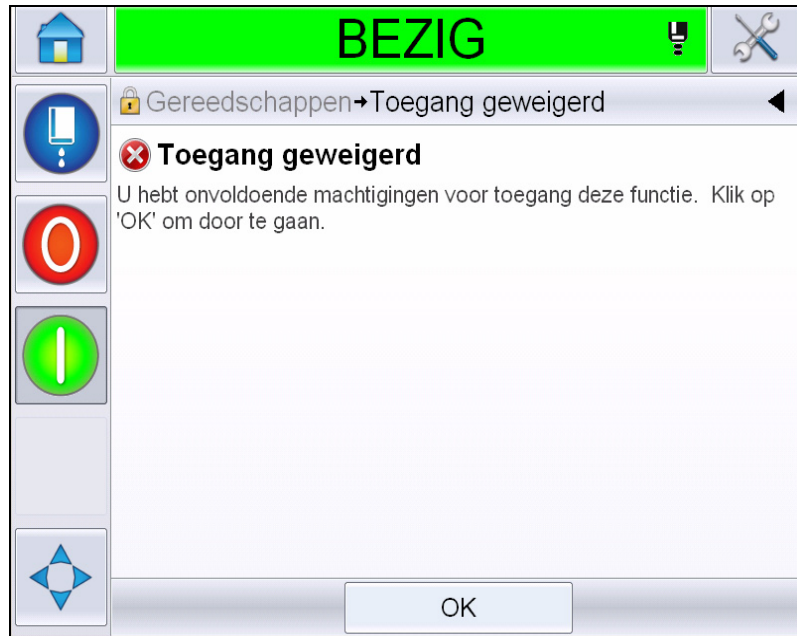 BEZIG
Gereedschappen→Toegang geweigerd
Toegang geweigerd
U hebt onvoldoende machtigingen voor toegang deze functie. Klik op
'OK' om door te gaan.
OK